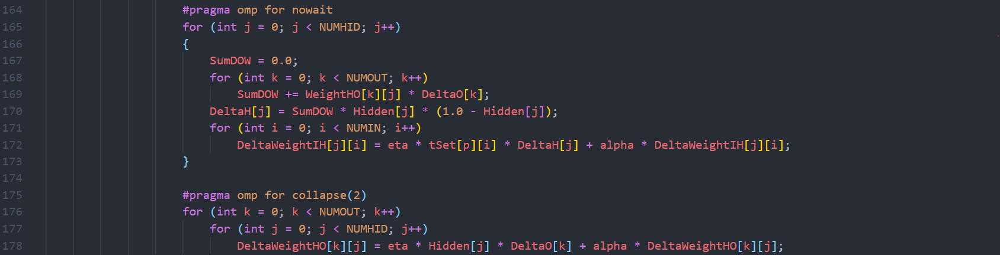 164 #pragma omp for nowait
165 for (int j = 0; j < NUMHID; j++)
166 {
167 SumDOW = 0.0;
168 for (int k = 0; k < NUMOUT; k++)
169 SumDOW += WeightHO[k][j] * DeltaO[k];
170 DeltaH[j] = SumDOW * Hidden[j] * (1.0 - Hidden[j]);
171 for (int i = 0; i < NUMIN; i++)
172 DeltaWeightIH[j][i] = eta * tSet[p][i] * DeltaH[j] + alpha * DeltaWeightIH[j][i];
173 }
174
175 #pragma omp for collapse(2)
176 for (int k = 0; k < NUMOUT; k++)
177 for (int j = 0; j < NUMHID; j++)
178 DeltaWeightHO[k][j] = eta * Hidden[j] * DeltaO[k] + alpha * DeltaWeightHO[k][j];